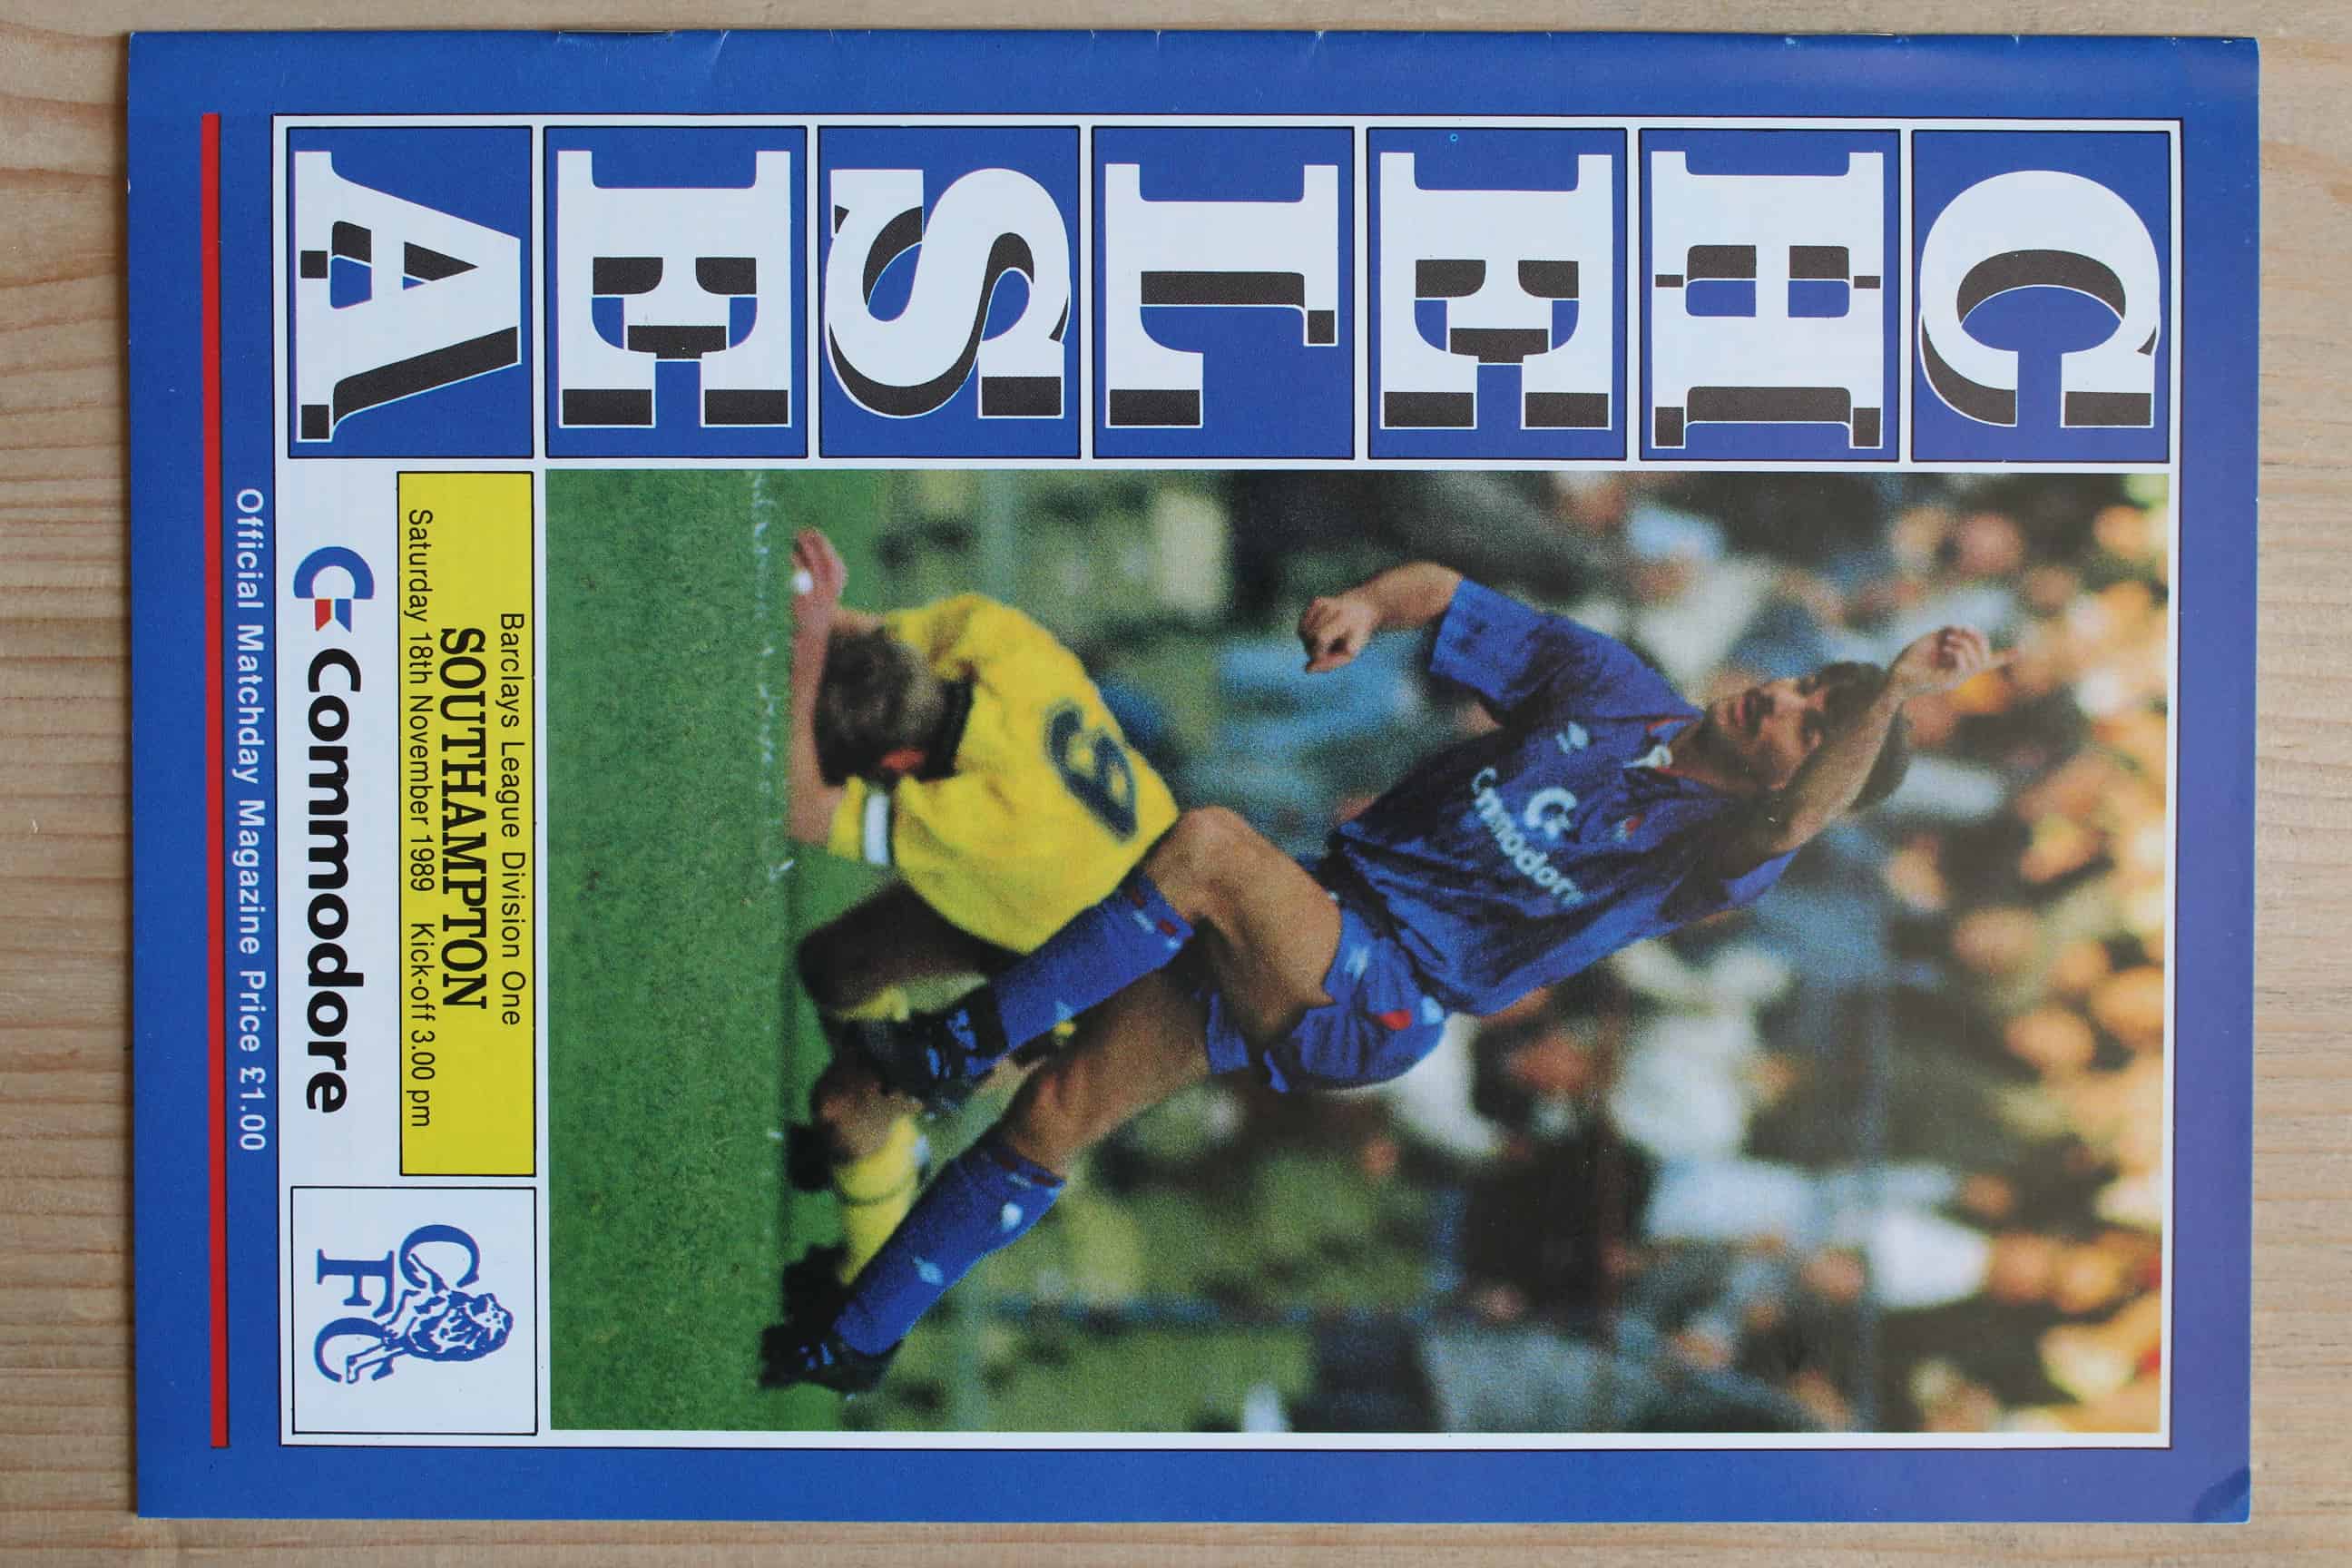 CHELSEA
Commodore
6
Barclays League Division One
SOUTHAMPTON
Saturday 18th November 1989 Kick-off 3.00 pm
Commodore
CFC
Official Matchday Magazine Price £1.00